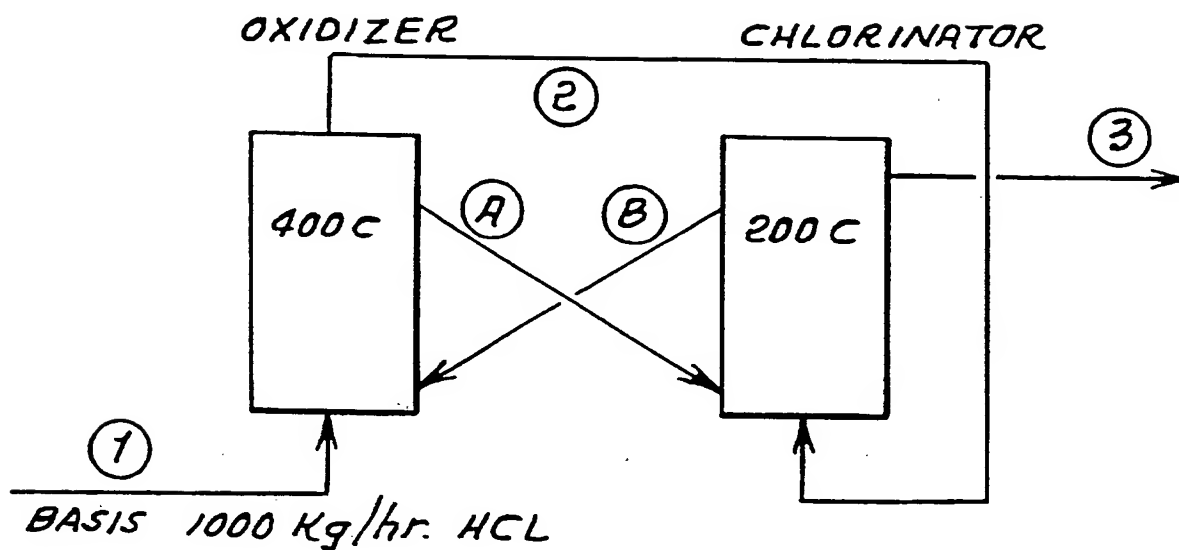 OXIDIZER
CHLORINATOR
2
3
A
B
400 C
200 C
1
BASIS 1000 Kg/hr. HCL